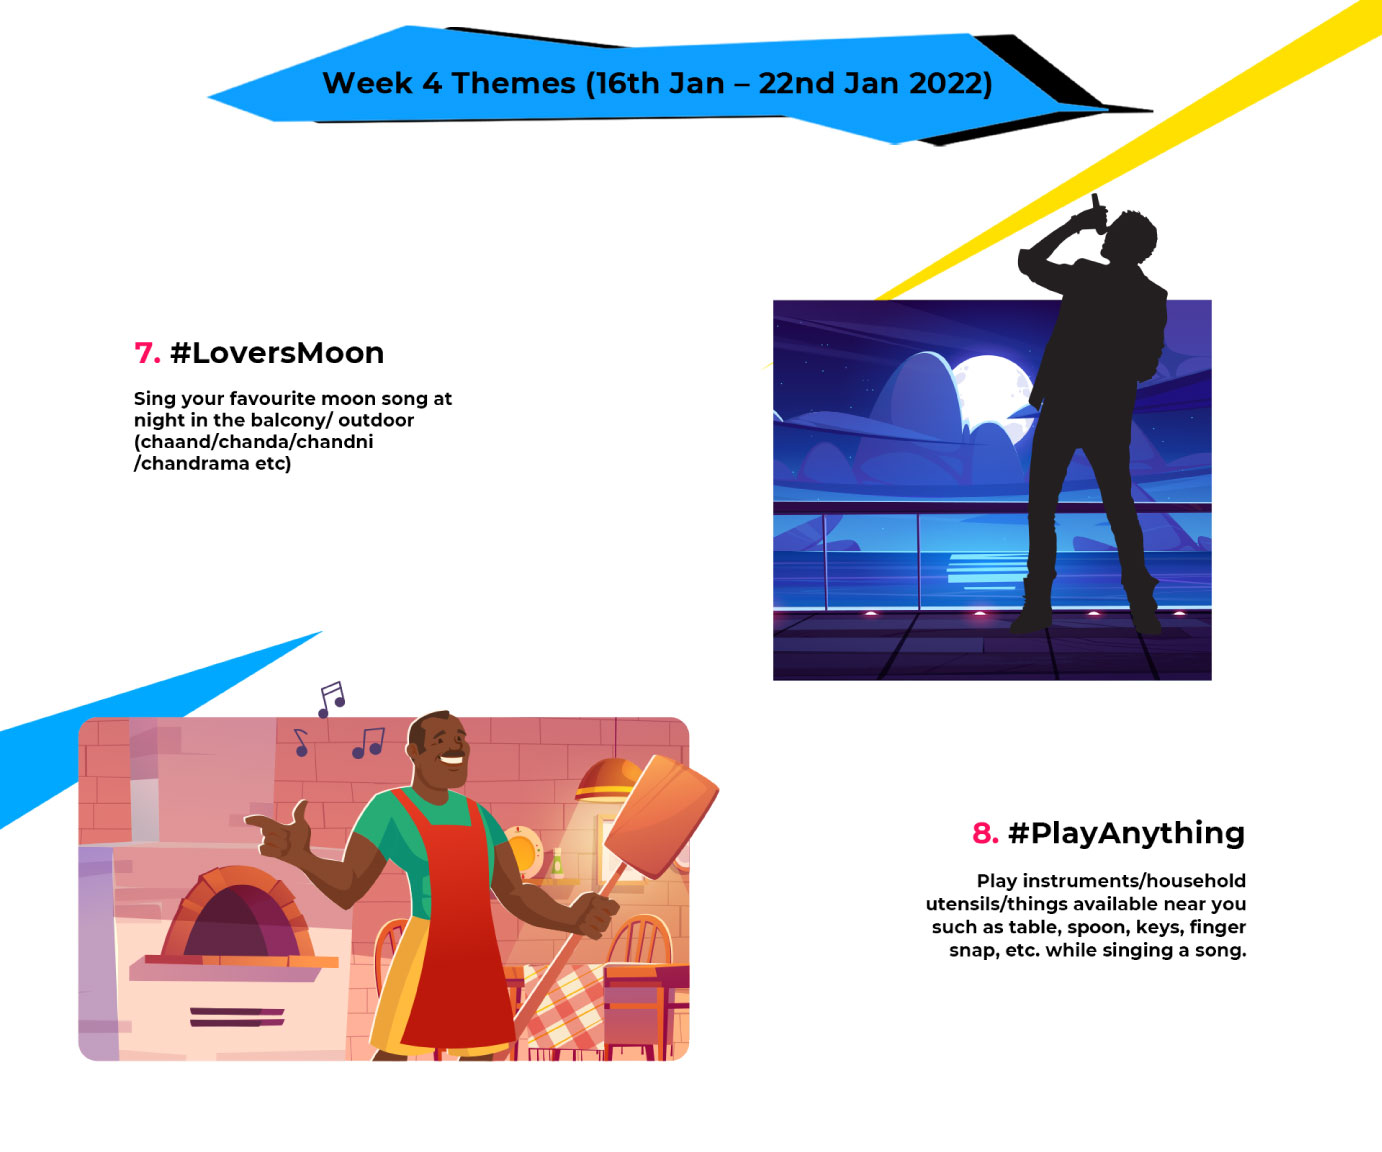 Week 4 Themes (16th Jan – 22nd Jan 2022)
7. #LoversMoon
Sing your favourite moon song at
night in the balcony/ outdoor
(chaand/chanda/chandni
/chandrama etc)
8. #PlayAnything
Play instruments/household
utensils/things available near you
such as table, spoon, keys, finger
snap, etc. while singing a song.